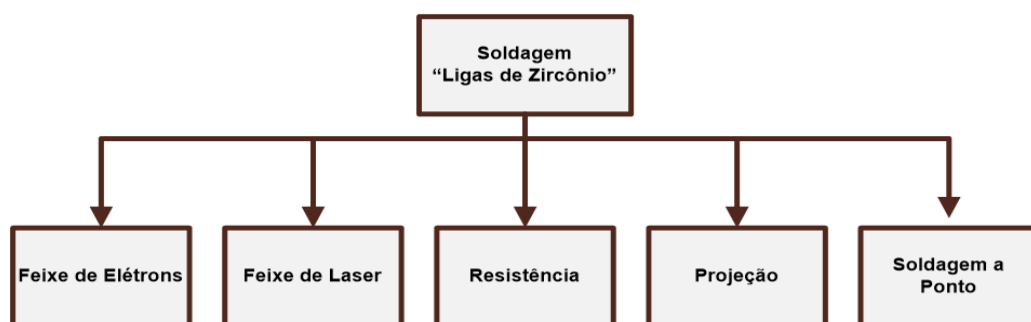 Soldagem
“Ligas de Zircônio”
Feixe de Elétrons
Feixe de Laser
Resistência
Projeção
Soldagem a
Ponto